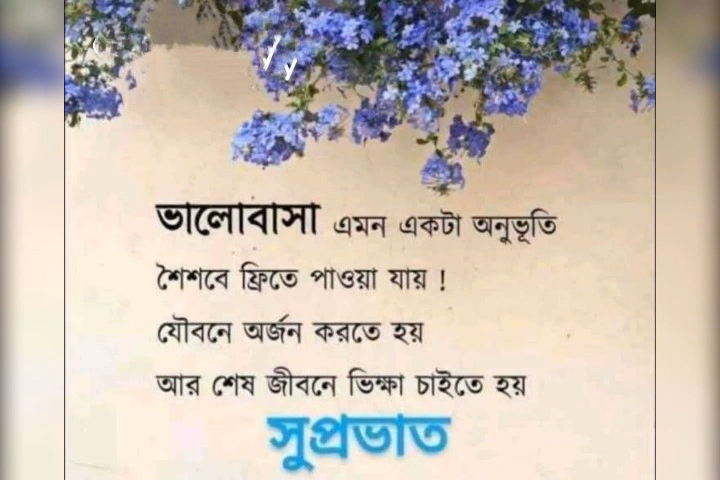 ভালোবাসা এমন একটা অনুভূতি
শৈশবে ফ্রিতে পাওয়া যায় !
যৌবনে অর্জন করতে হয়
আর শেষ জীবনে ভিক্ষা চাইতে হয়
সুপ্রভাত